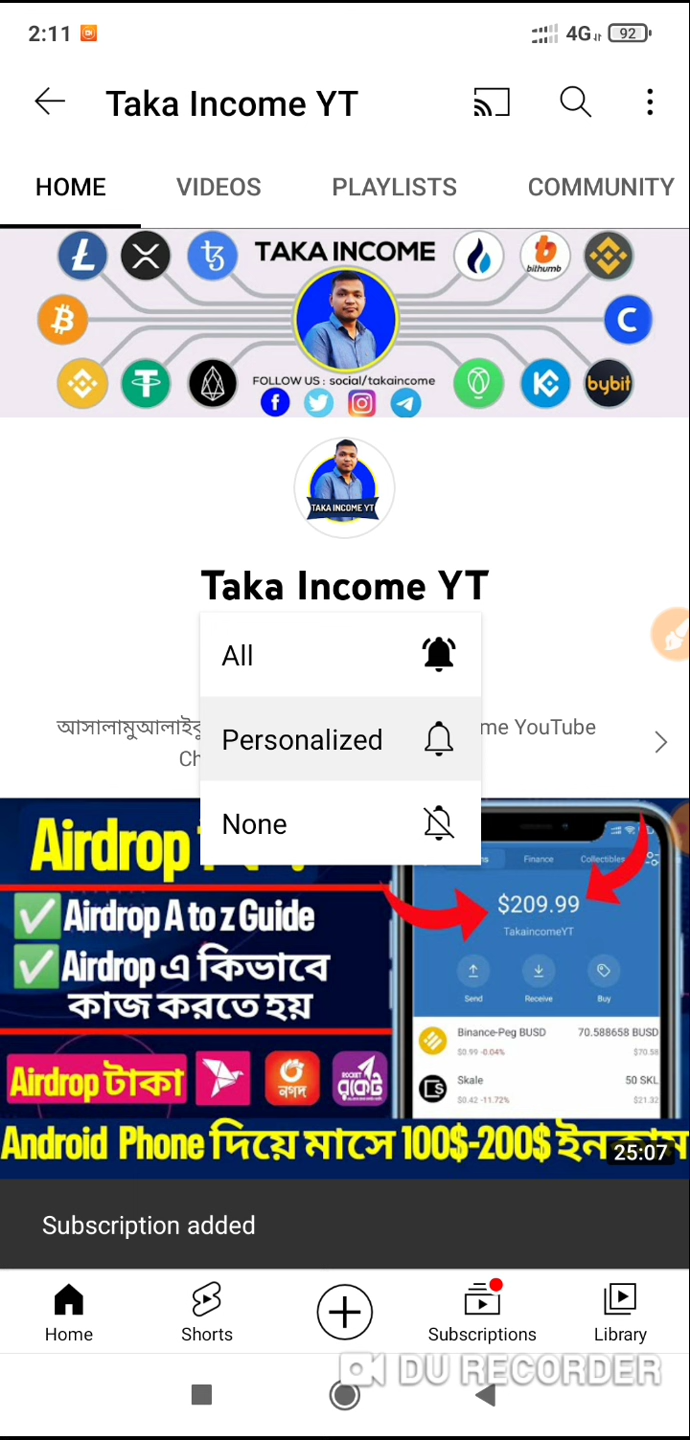 2:11
4G 92
Taka Income YT
HOME VIDEOS PLAYLISTS COMMUNITY
TAKA INCOME
bithumb
bybit
FOLLOW US : social/takaincome
TAKA INCOME YT
Taka Income YT
All
Personalized
None
me YouTube
Ch
Airdrop
Airdrop A to z Guide
Airdrop এ কিভাবে
কাজ করতে হয়
Airdrop টাকা
নগদ
ROCKET
রকেট
Finance Collectibles
$209.99
TakaincomeYT
Send Receive Buy
Binance-Peg BUSD 70.588658 BUSD
$0.99 -0.04% $70.58
Skale 50 SKL
$0.42 -11.72% $21.32
Android Phone দিয়ে মাসে 100$-200$
25:07
Subscription added
Home Shorts Subscriptions Library
DU RECORDER